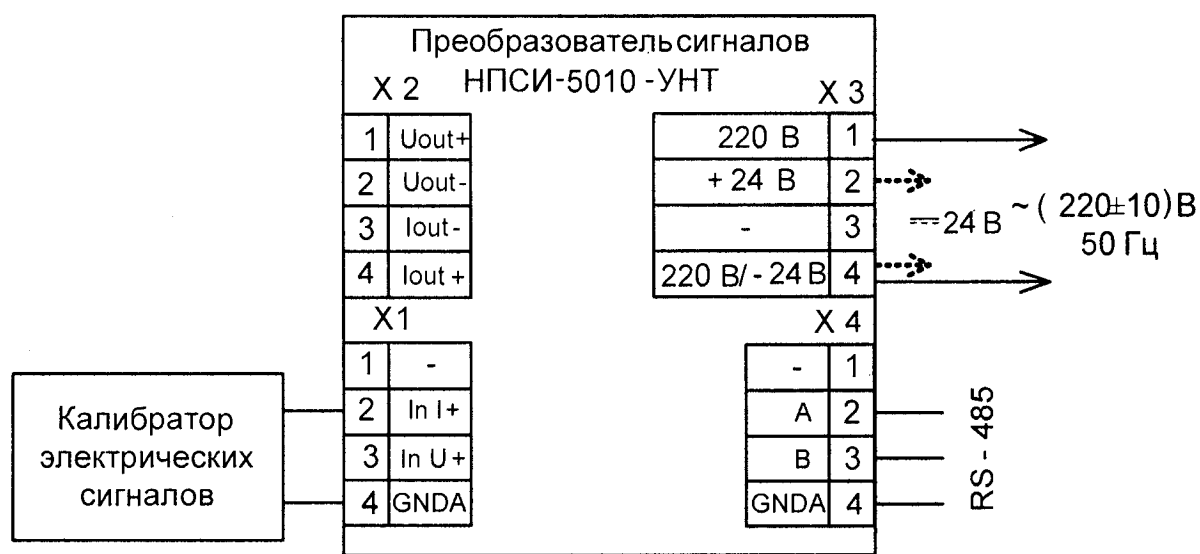 Преобразователь сигналов
НПСИ-5010 -УНТ
X 2
1 Uout+
2 Uout-
3 Iout-
4 Iout +
X 3
220 В 1
+ 24 В 2
- 3
220 В/ - 24 В 4
24 В
~ ( 220±10)В
50 Гц
X1
1 -
2 In I+
3 In U+
4 GNDA
X 4
- 1
A 2
B 3
GNDA 4
RS - 485
Калибратор
электрических
сигналов